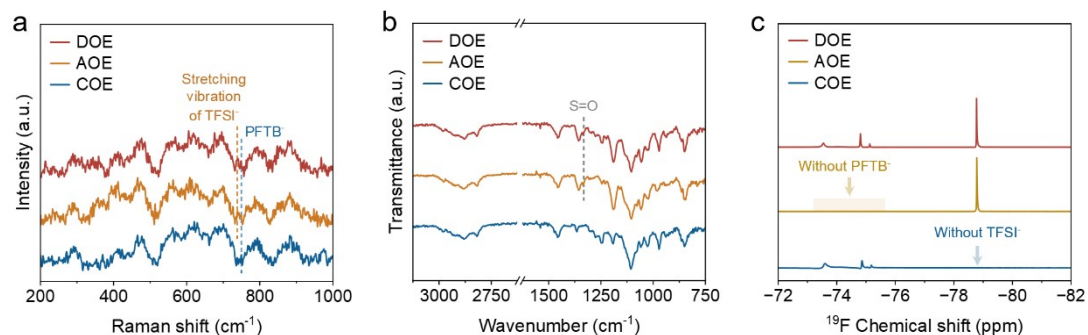 a
DOE
AOE
COE
Stretching
vibration
of TFSI⁻
PFTB⁻
Intensity (a.u.)
200 400 600 800 1000
Raman shift (cm⁻¹)
b
DOE
AOE
COE
S=O
Transmittance (a.u.)
3000 2750 1500 1250 1000 750
Wavenumber (cm⁻¹)
c
DOE
AOE
COE
Without PFTB⁻
Without TFSI⁻
−72 −74 −76 −78 −80 −82
¹⁹F Chemical shift (ppm)